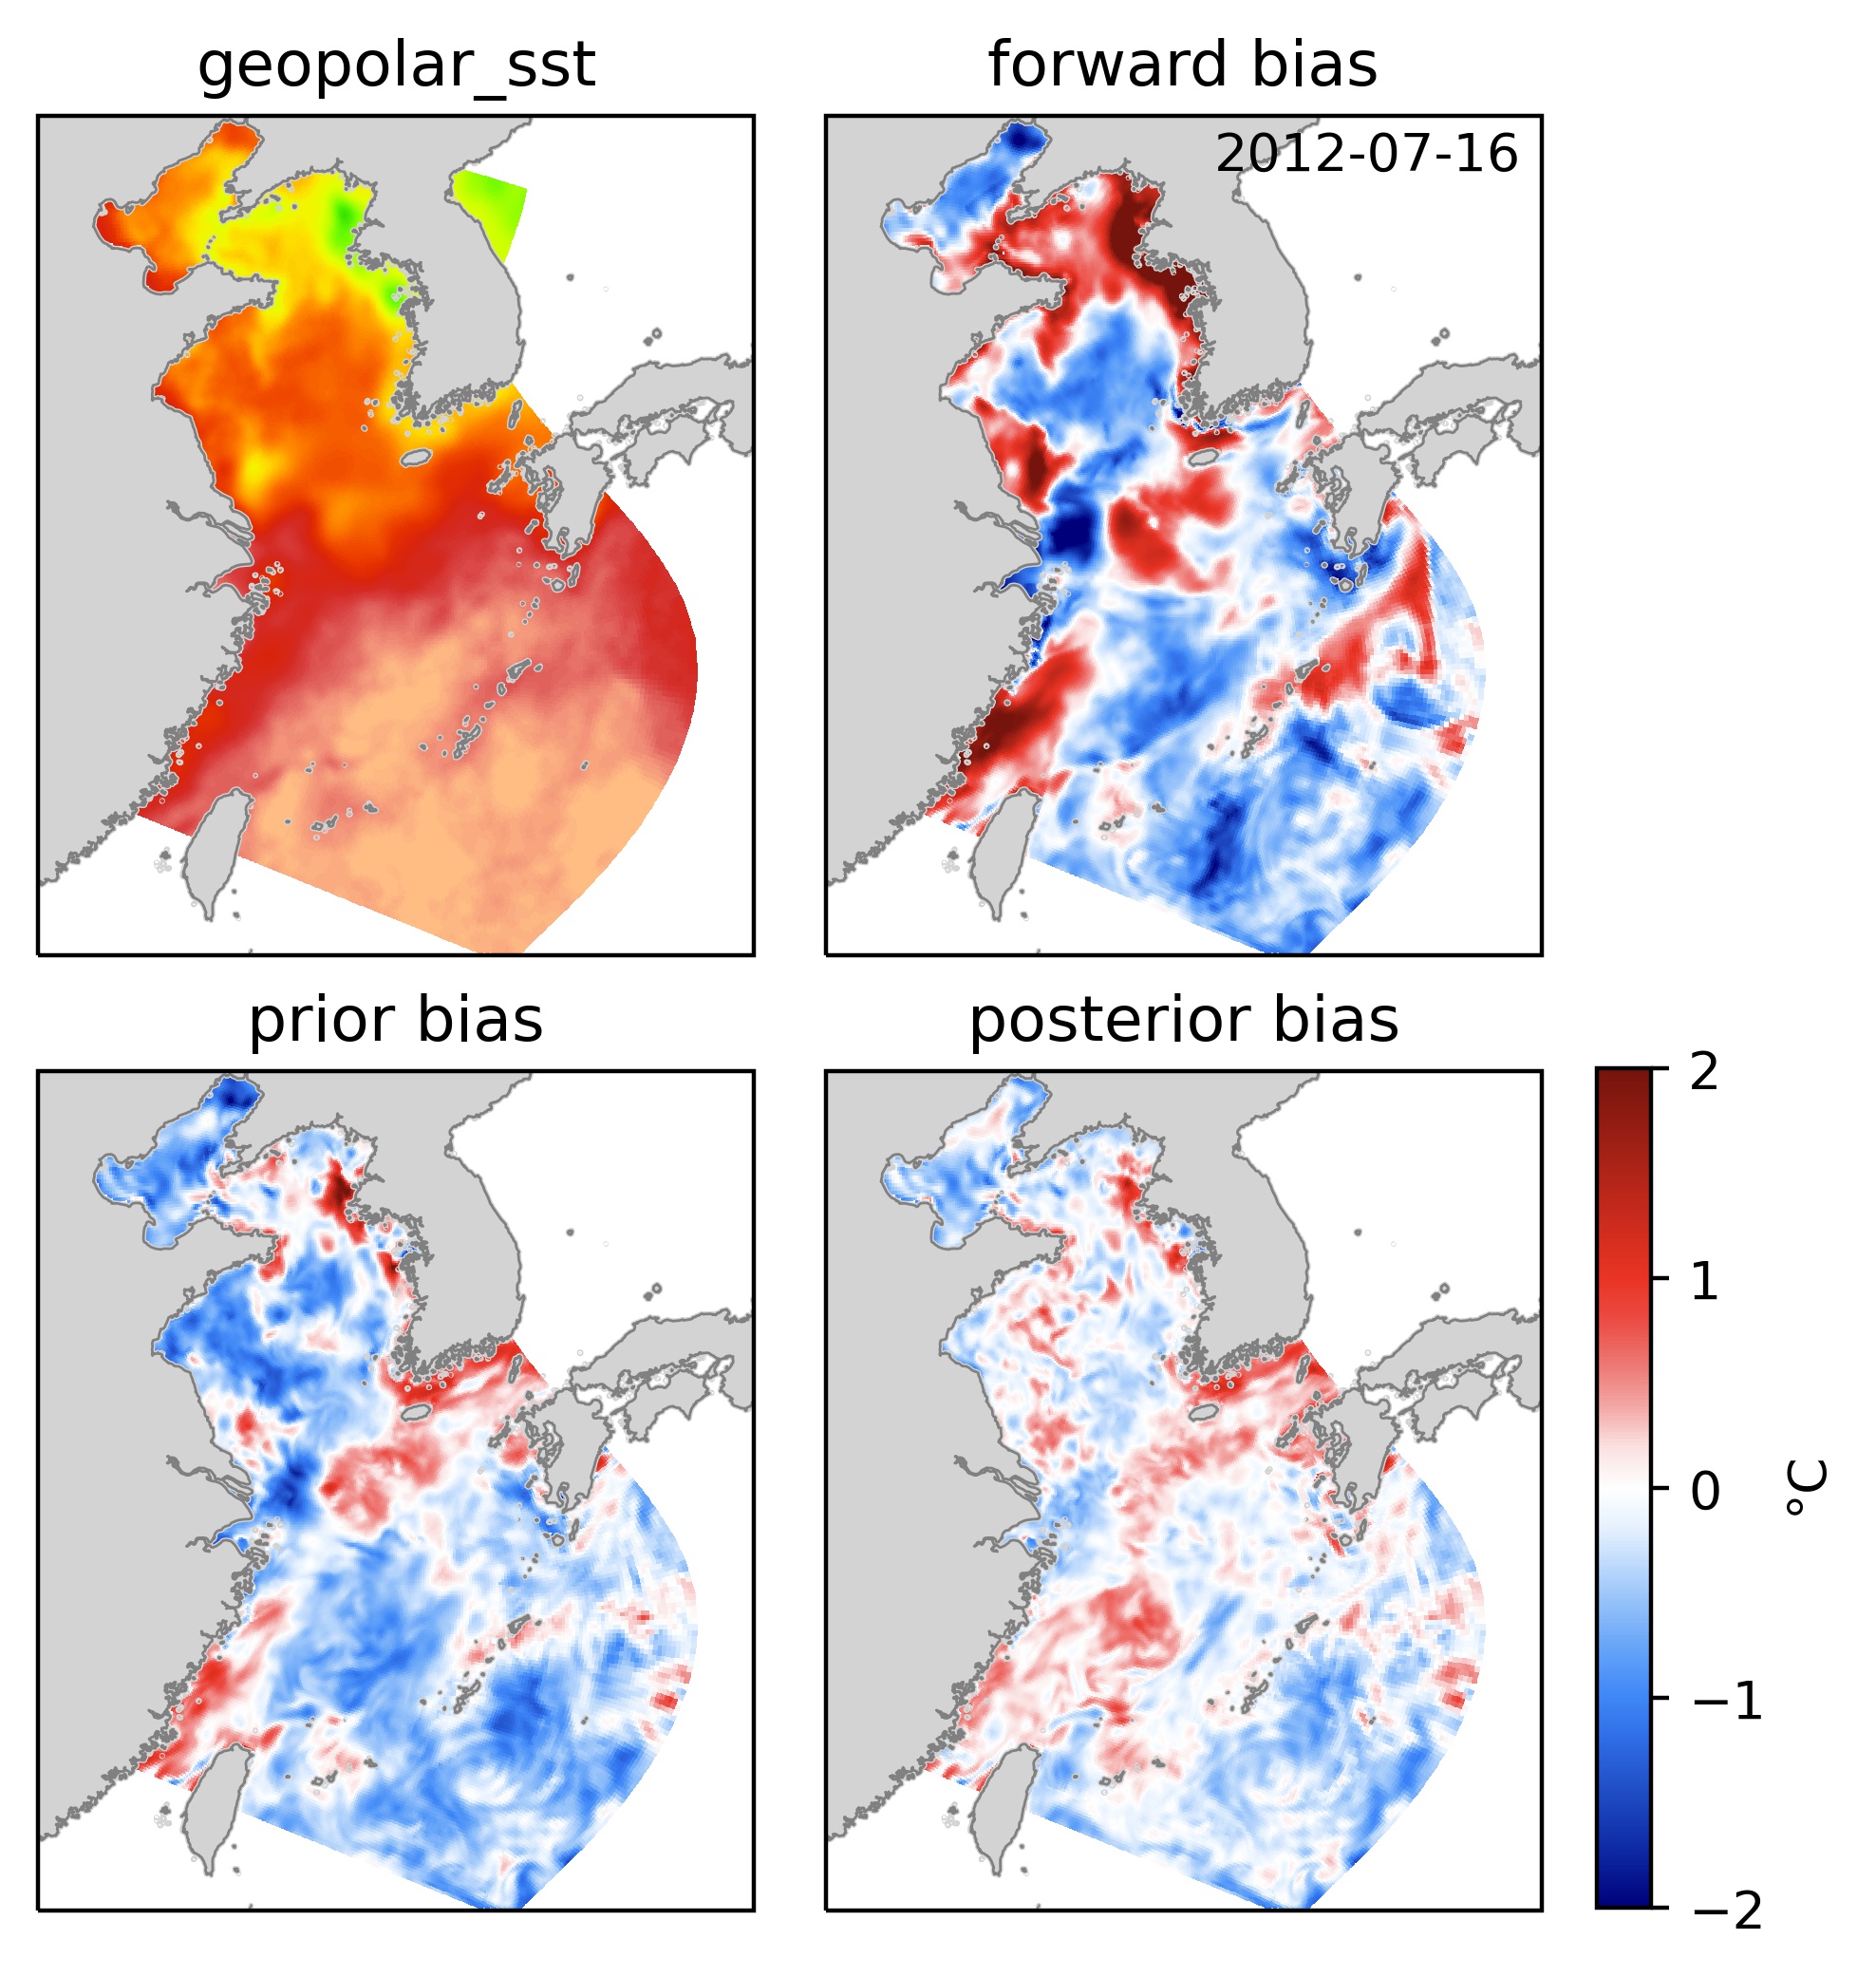 geopolar_sst
forward bias
2012-07-16
prior bias
posterior bias
2
1
0
−1
−2
°C